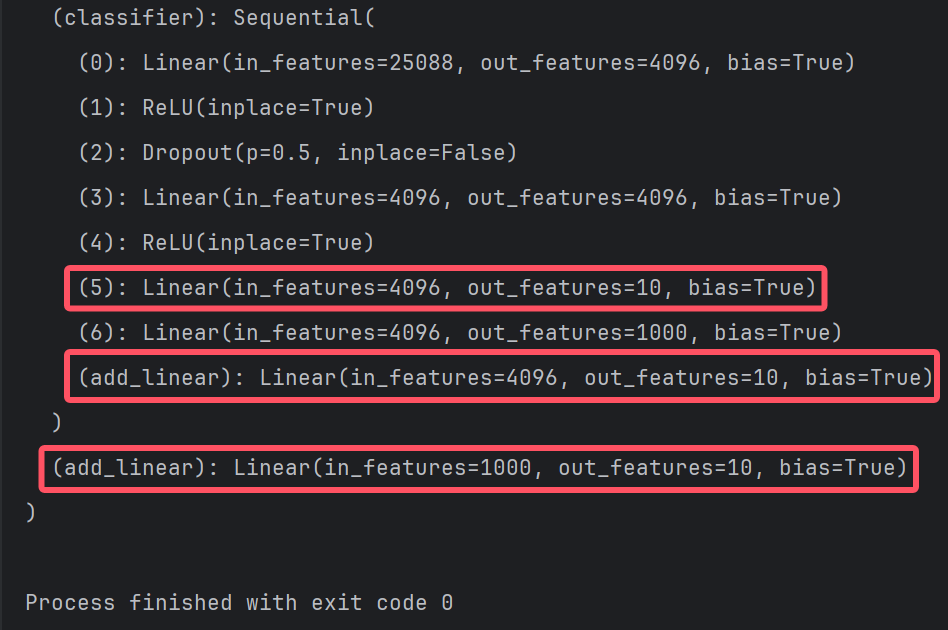 (classifier): Sequential(
(0): Linear(in_features=25088, out_features=4096, bias=True)
(1): ReLU(inplace=True)
(2): Dropout(p=0.5, inplace=False)
(3): Linear(in_features=4096, out_features=4096, bias=True)
(4): ReLU(inplace=True)
(5): Linear(in_features=4096, out_features=10, bias=True)
(6): Linear(in_features=4096, out_features=1000, bias=True)
(add_linear): Linear(in_features=4096, out_features=10, bias=True)
)
(add_linear): Linear(in_features=1000, out_features=10, bias=True)
)
Process finished with exit code 0